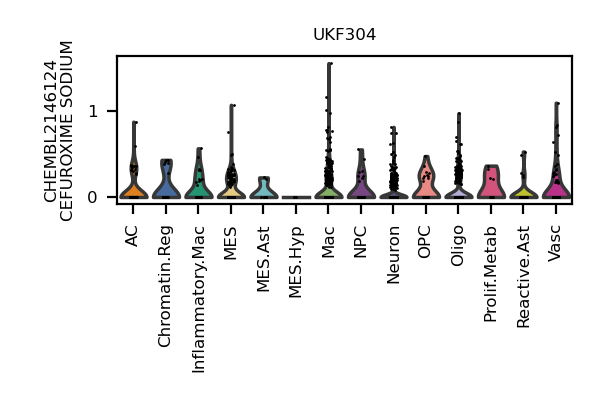 UKF304
CHEMBL2146124
CEFUROXIME SODIUM
1
0
AC
Chromatin.Reg
Inflammatory.Mac
MES
MES.Ast
MES.Hyp
Mac
NPC
Neuron
OPC
Oligo
Prolif.Metab
Reactive.Ast
Vasc